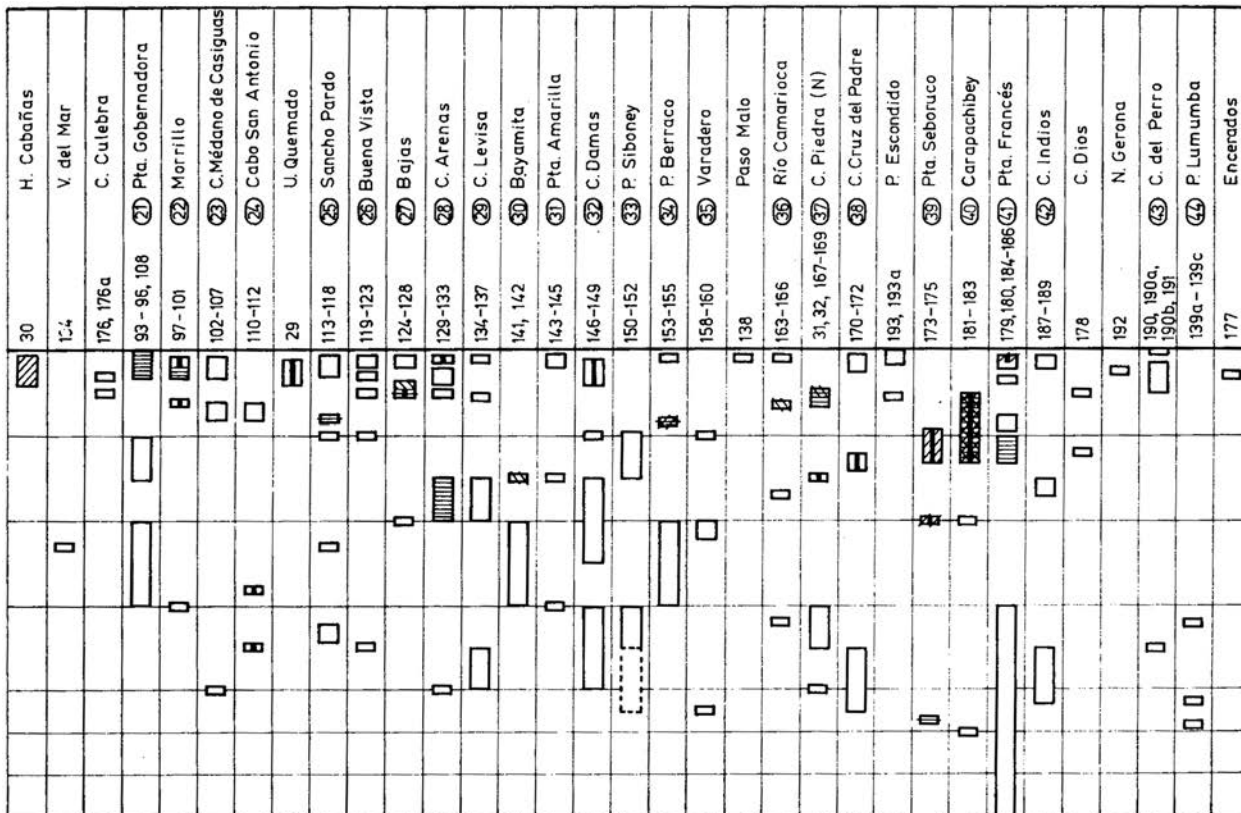 H. Cabañas
30
V. del Mar
C. Culebra
176, 176a
(21) Pta. Gobernadora
93 - 96, 108
(22) Morrillo
97-101
(23) C. Médano de Casiguas
102-107
(24) Cabo San Antonio
110-112
U. Quemado
29
(25) Sancho Pardo
113-118
(26) Buena Vista
119-123
(27) Bajas
124-128
(28) C. Arenas
129-133
(29) C. Levisa
134-137
(30) Bayamita
141, 142
(31) Pta. Amarilla
143-145
(32) C. Damas
146-149
(33) P. Siboney
150-152
(34) P. Berraco
153-155
(35) Varadero
158-160
Paso Malo
138
(36) Río Camarioca
163-166
(37) C. Piedra (N)
31, 32, 167-169
(38) C. Cruz del Padre
170-172
P. Escondido
193, 193a
(39) Pta. Seboruco
173-175
(40) Carapachibey
181-183
(41) Pta. Francés
179, 180, 184-186
(42) C. Indios
187-189
C. Dios
178
N. Gerona
192
(43) C. del Perro
190, 190a,
190b, 191
(44) P. Lumumba
139a - 139c
Encerados
177